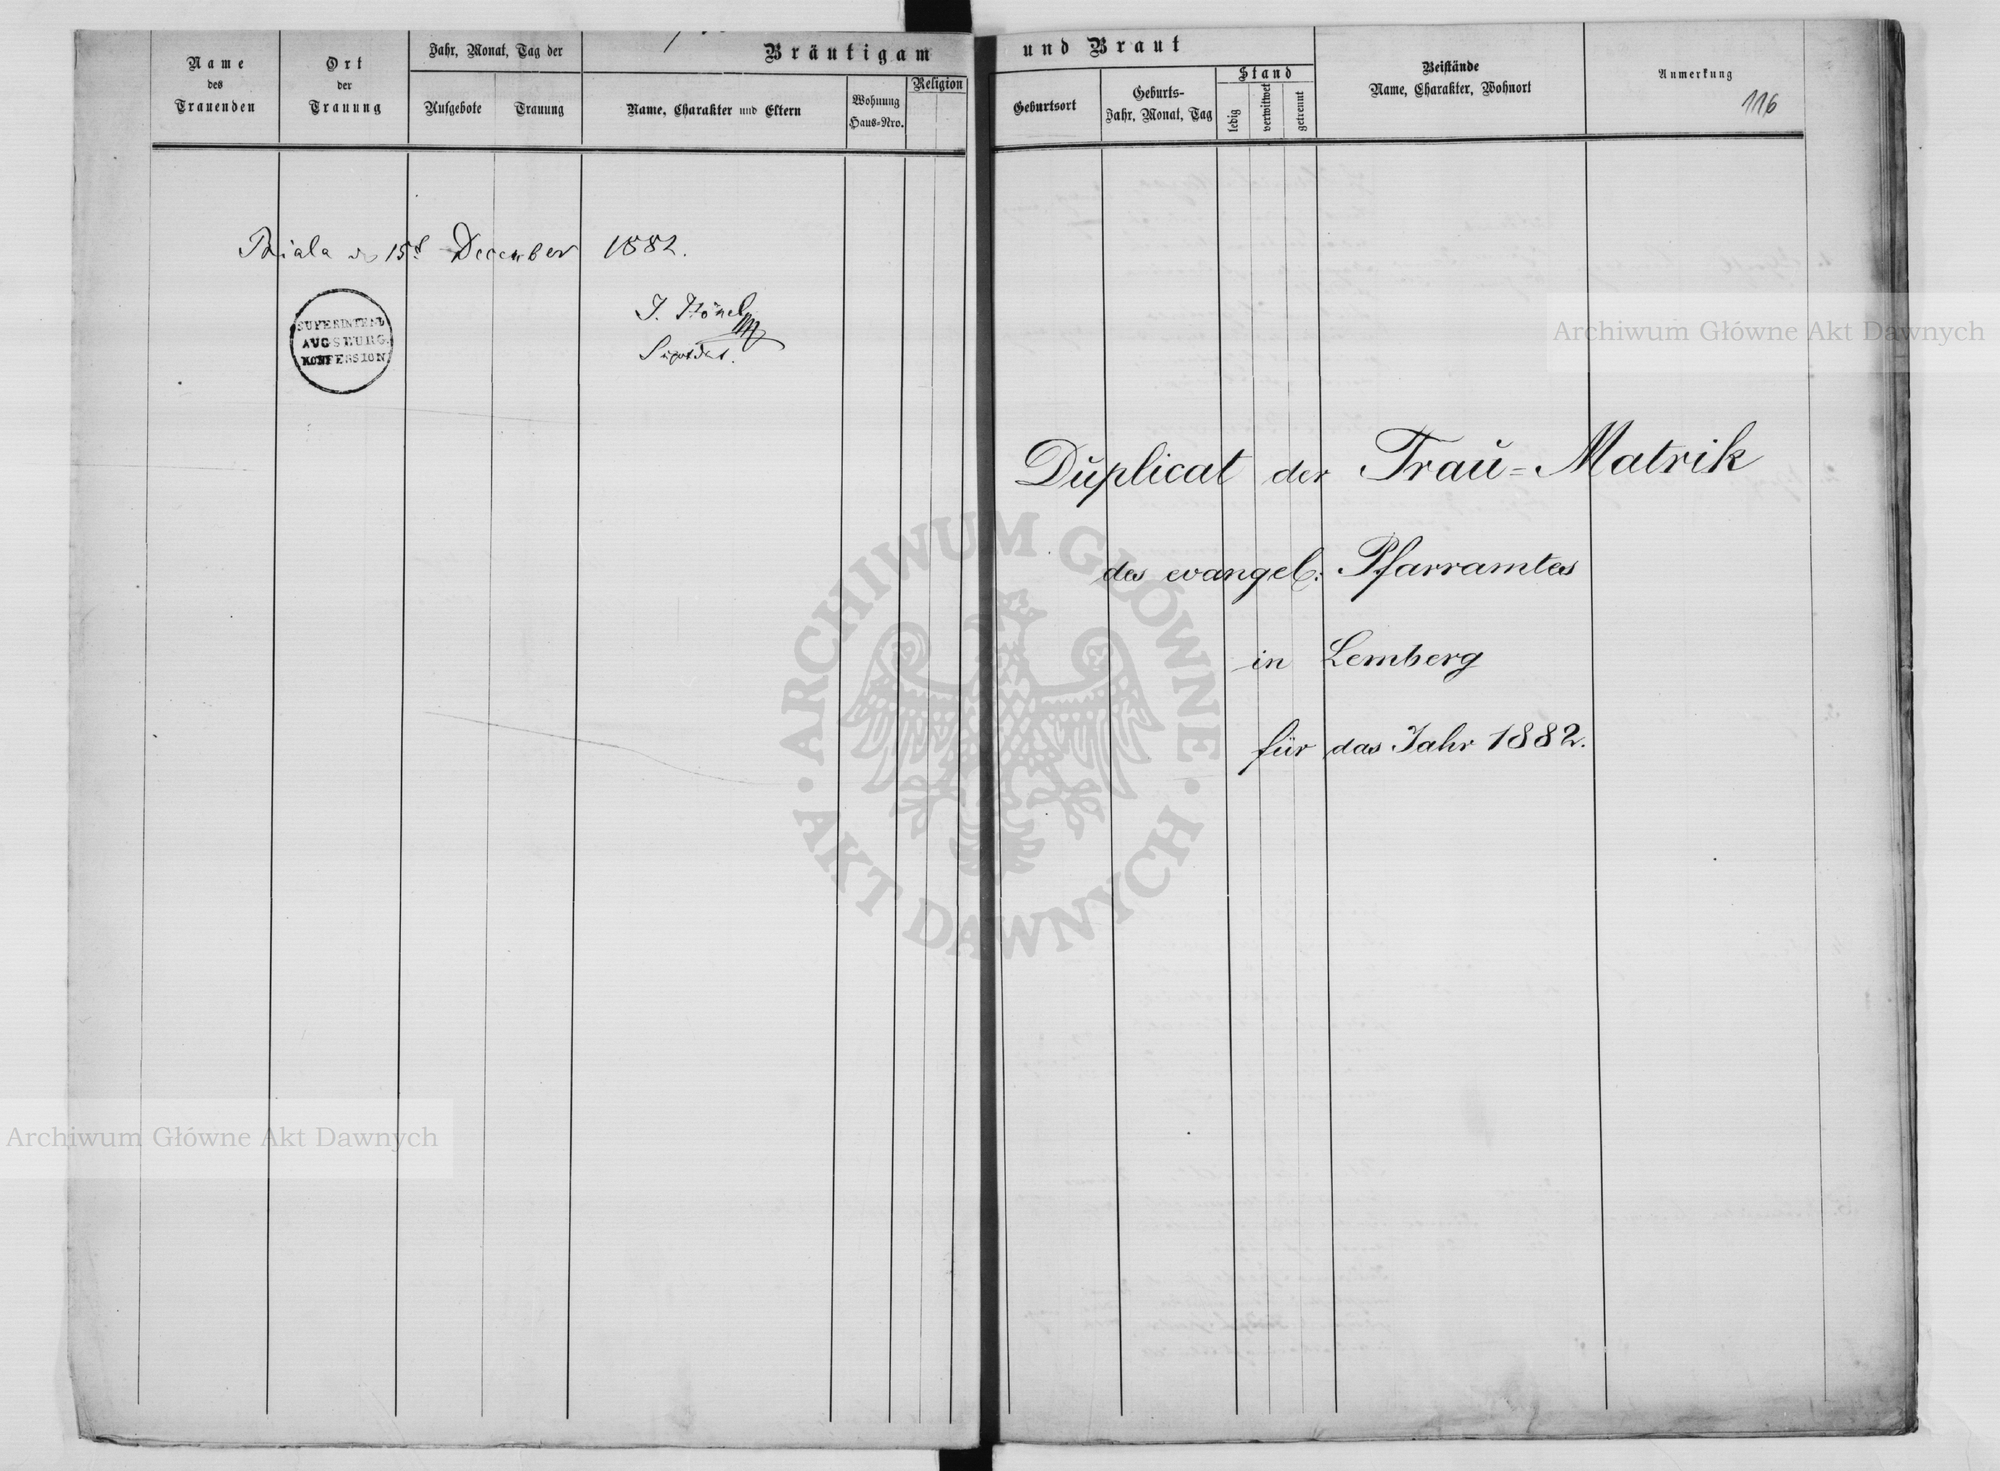 Name
des
Trauenden
Ort
der
Trauung
Jahr, Monat, Tag der
Aufgebote
Trauung
Bräutigam
Name, Charakter und Eltern
Wohnung
Haus-Nro.
Religion
Biala 15t December 1882.
SUPERINTEND
AUGSBURG.
KONFESSION
J. Hönel
Suptdt.
und Braut
Geburtsort
Geburts-
Jahr, Monat, Tag
Stand
ledig
verwitwet
getrennt
Beistände
Name, Charakter, Wohnort
Anmerkung
116
Duplicat der Trau=Matrik
des evangel: Pfarramtes
in Lemberg
für das Jahr 1882.
Archiwum Główne Akt Dawnych
ARCHIWUM GŁÓWNE · AKT DAWNYCH ·
Archiwum Główne Akt Dawnych